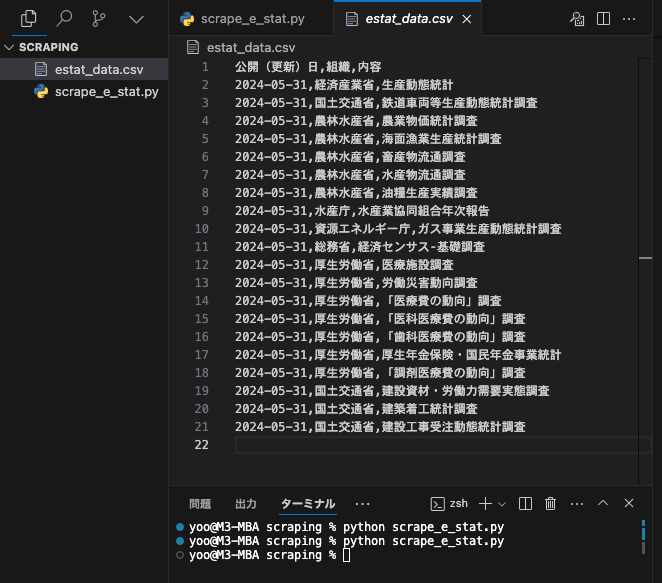 scrape_e_stat.py
estat_data.csv
SCRAPING
estat_data.csv
scrape_e_stat.py
estat_data.csv
1 公開（更新）日,組織,内容
2 2024-05-31,経済産業省,生産動態統計
3 2024-05-31,国土交通省,鉄道車両等生産動態統計調査
4 2024-05-31,農林水産省,農業物価統計調査
5 2024-05-31,農林水産省,海面漁業生産統計調査
6 2024-05-31,農林水産省,畜産物流通調査
7 2024-05-31,農林水産省,水産物流通調査
8 2024-05-31,農林水産省,油糧生産実績調査
9 2024-05-31,水産庁,水産業協同組合年次報告
10 2024-05-31,資源エネルギー庁,ガス事業生産動態統計調査
11 2024-05-31,総務省,経済センサス-基礎調査
12 2024-05-31,厚生労働省,医療施設調査
13 2024-05-31,厚生労働省,労働災害動向調査
14 2024-05-31,厚生労働省,「医療費の動向」調査
15 2024-05-31,厚生労働省,「医科医療費の動向」調査
16 2024-05-31,厚生労働省,「歯科医療費の動向」調査
17 2024-05-31,厚生労働省,厚生年金保険・国民年金事業統計
18 2024-05-31,厚生労働省,「調剤医療費の動向」調査
19 2024-05-31,国土交通省,建設資材・労働力需要実態調査
20 2024-05-31,国土交通省,建築着工統計調査
21 2024-05-31,国土交通省,建設工事受注動態統計調査
22
問題 出力 ターミナル ··· zsh
yoo@M3-MBA scraping % python scrape_e_stat.py
yoo@M3-MBA scraping % python scrape_e_stat.py
yoo@M3-MBA scraping %